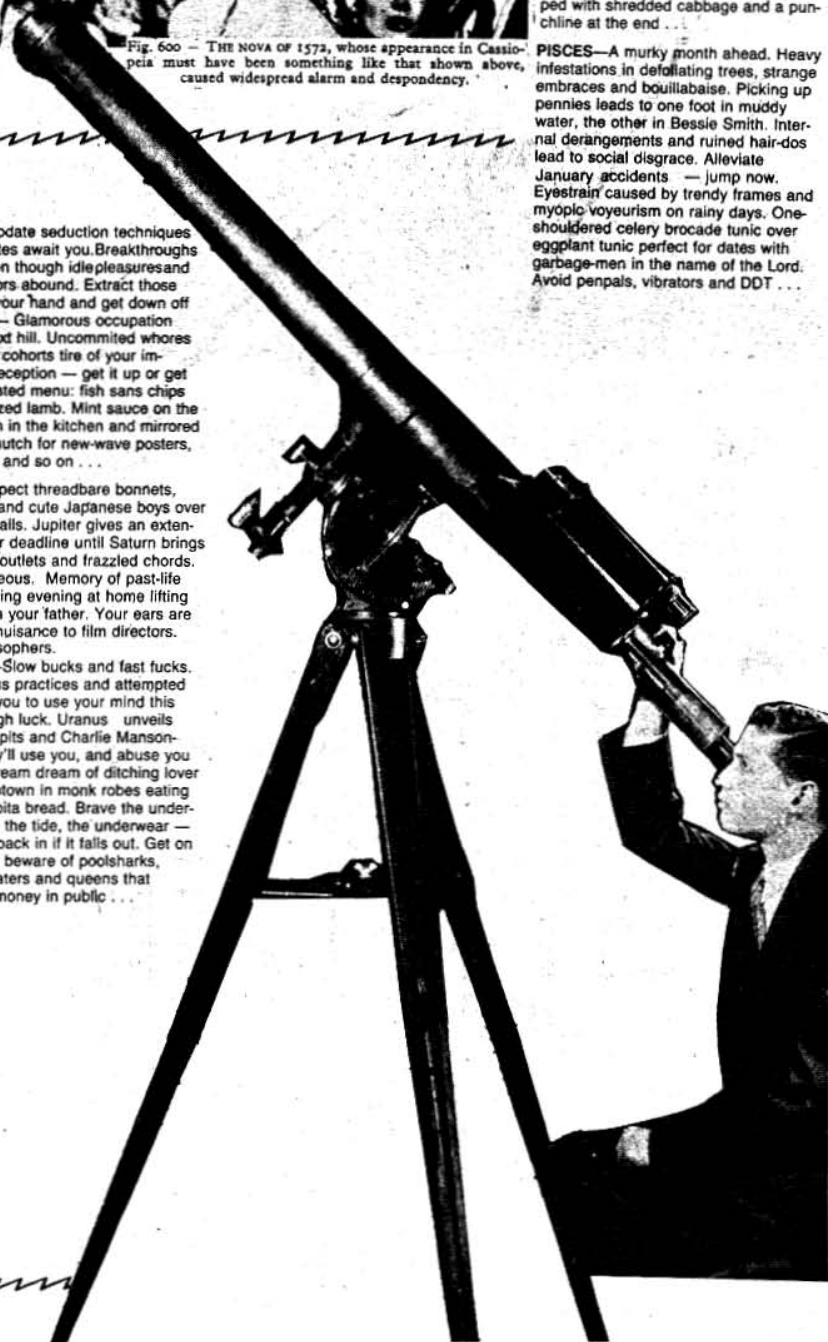 Fig. 600 — THE NOVA OF 1572, whose appearance in Cassio-
peia must have been something like that shown above,
caused widespread alarm and despondency.
pdate seduction techniques
tes await you.Breakthroughs
n though idlepleasuresand
rs abound. Extract those
our hand and get down off
— Glamorous occupation
xt hill. Uncommited whores
cohorts tire of your im-
eception — get it up or get
sted menu: fish sans chips
zed lamb. Mint sauce on the
n in the kitchen and mirrored
utch for new-wave posters,
and so on . . .
pect threadbare bonnets,
and cute Japanese boys over
alls. Jupiter gives an exten-
r deadline until Saturn brings
outlets and frazzled chords.
eous. Memory of past-life
ing evening at home lifting
n your father. Your ears are
nuisance to film directors.
sophers.
-Slow bucks and fast fucks.
us practices and attempted
you to use your mind this
gh luck. Uranus unveils
pits and Charlie Manson-
y'll use you, and abuse you
ream dream of ditching lover
town in monk robes eating
pita bread. Brave the under-
the tide, the underwear —
back in if it falls out. Get on
beware of poolsharks,
aters and queens that
money in public . . .
ped with shredded cabbage and a pun-
chline at the end . . .
PISCES—A murky month ahead. Heavy
infestations in defoliating trees, strange
embraces and bouillabaise. Picking up
pennies leads to one foot in muddy
water, the other in Bessie Smith. Inter-
nal derangements and ruined hair-dos
lead to social disgrace. Alleviate
January accidents — jump now.
Eyestrain caused by trendy frames and
myopic voyeurism on rainy days. One-
shouldered celery brocade tunic over
eggplant tunic perfect for dates with
garbage-men in the name of the Lord.
Avoid penpals, vibrators and DDT . . .